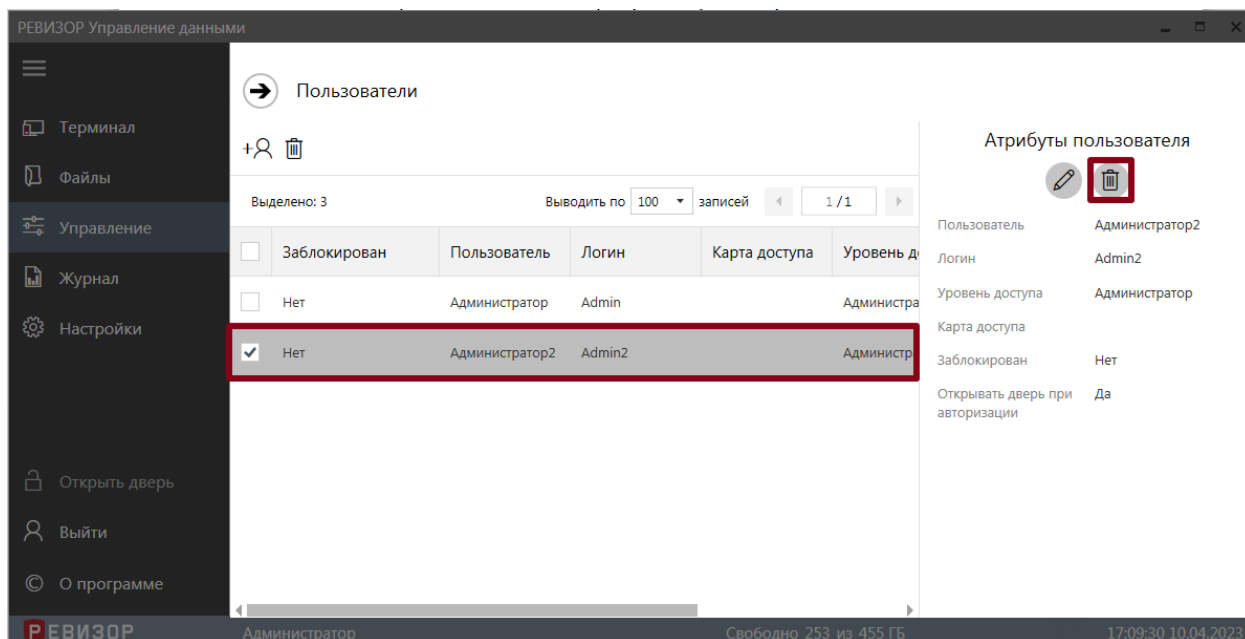 РЕВИЗОР Управление данными
Терминал
Файлы
Управление
Журнал
Настройки
Открыть дверь
Выйти
О программе
Пользователи
Выделено: 3 Выводить по 100 записей 1 / 1
Заблокирован Пользователь Логин Карта доступа Уровень д
Нет Администратор Admin Администра
Нет Администратор2 Admin2 Администр
Атрибуты пользователя
Пользователь Администратор2
Логин Admin2
Уровень доступа Администратор
Карта доступа
Заблокирован Нет
Открывать дверь при Да
авторизации
РЕВИЗОР Администратор Свободно 253 из 455 ГБ 17:09:30 10.04.2023